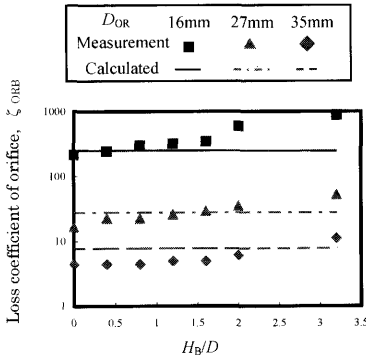 D_OR 16mm 27mm 35mm
Measurement
Calculated
Loss coefficient of orifice, ζ ORB
1000
100
10
1
0 0.5 1 1.5 2 2.5 3 3.5
H_B/D